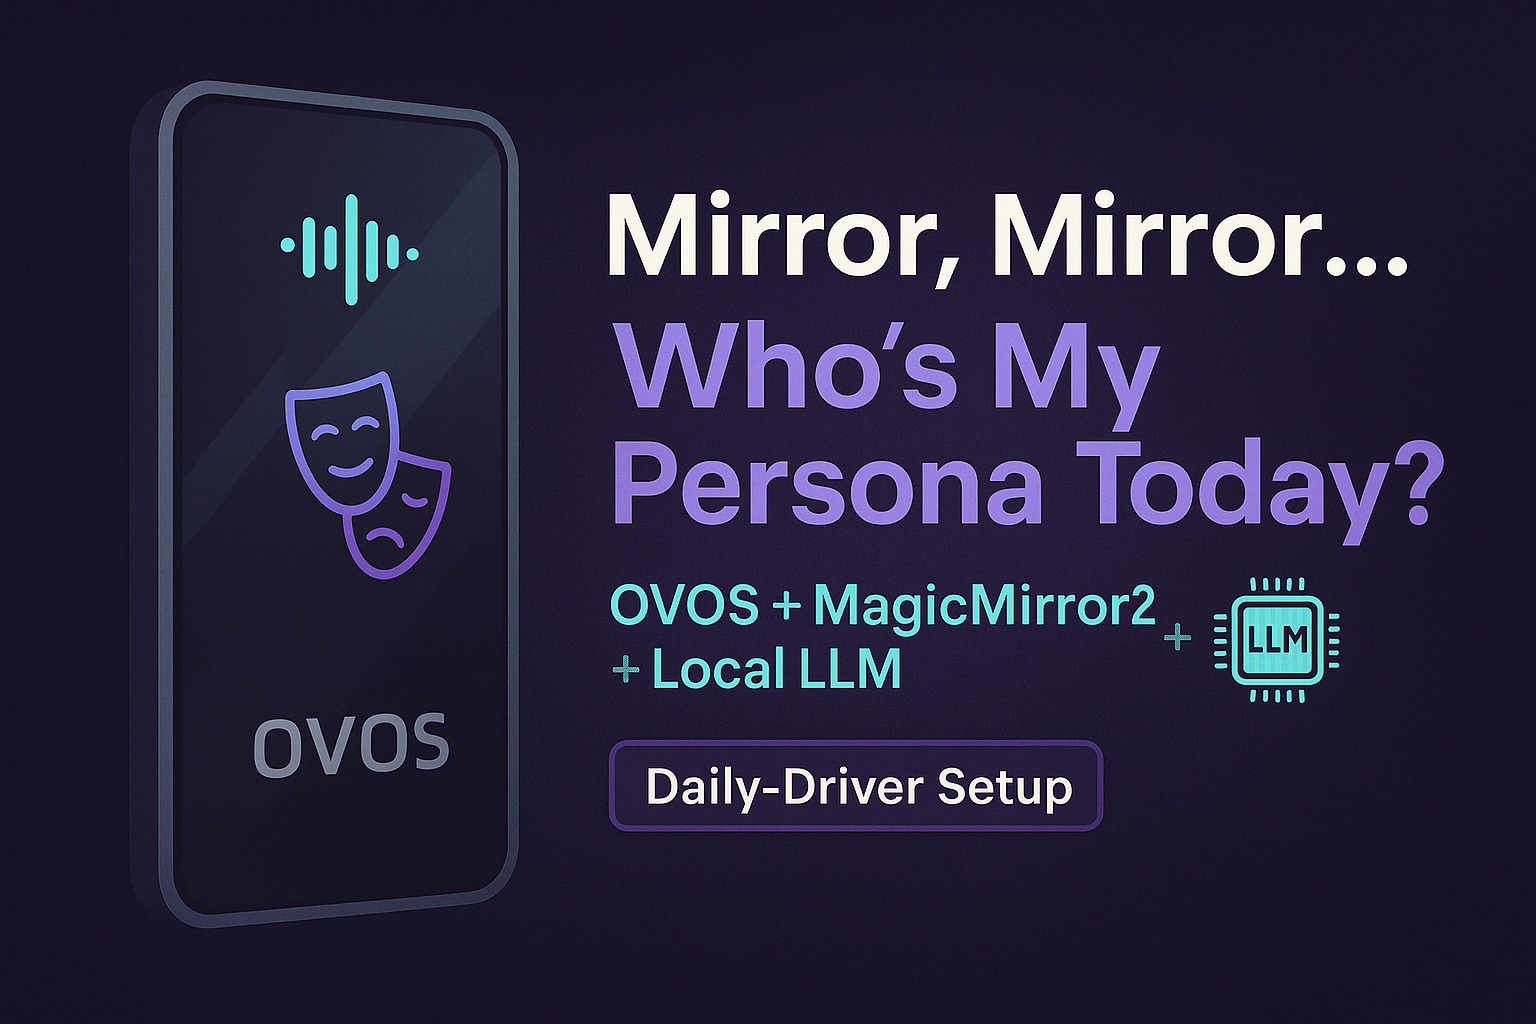 OVOS
Mirror, Mirror...
Who’s My
Persona Today?
OVOS + MagicMirror2
+ Local LLM
+ LLM
Daily-Driver Setup